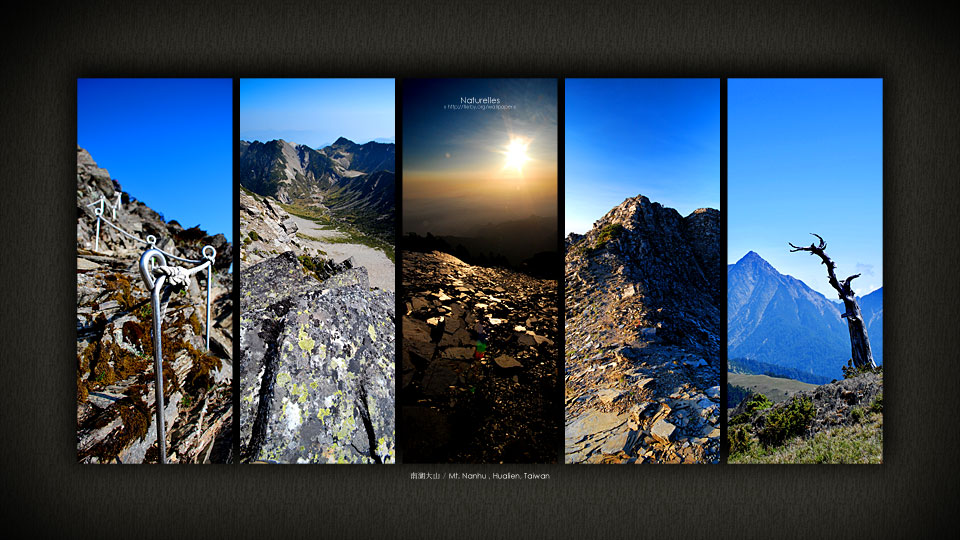 Naturelles
南湖大山 / Mt. Nanhu , Hualien, Taiwan